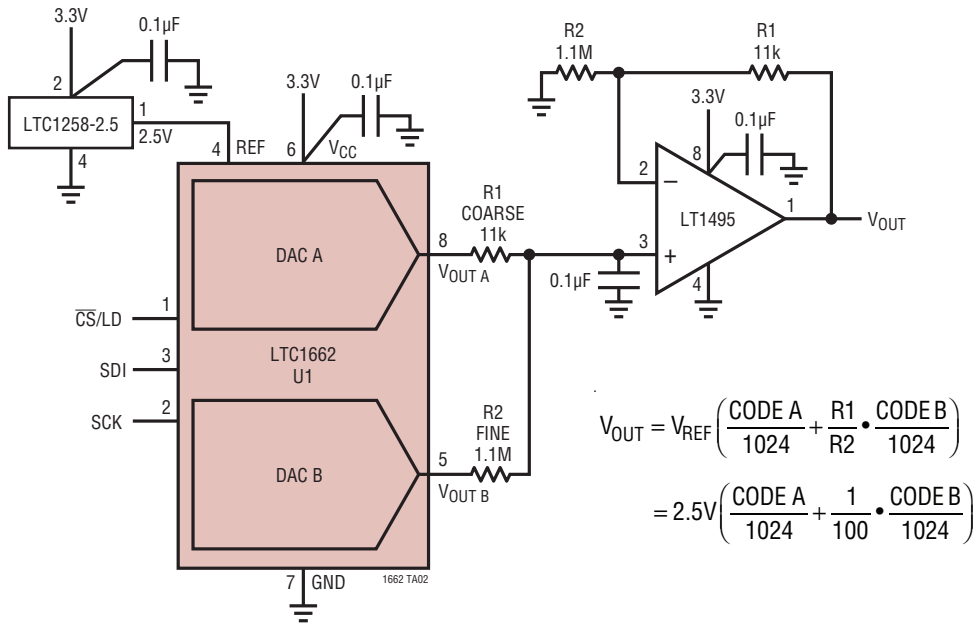 3.3V
0.1µF
2
LTC1258-2.5
1
2.5V
4
3.3V
0.1µF
4
REF
6
VCC
DAC A
8
VOUT A
R1
COARSE
11k
0.1µF
R2
1.1M
R1
11k
3.3V
0.1µF
8
2
−
LT1495
1
VOUT
3
+
4
CS/LD
1
SDI
3
SCK
2
LTC1662
U1
DAC B
5
VOUT B
R2
FINE
1.1M
7
GND
1662 TA02
VOUT = VREF(CODE A/1024 + R1/R2 • CODE B/1024)
= 2.5V(CODE A/1024 + 1/100 • CODE B/1024)